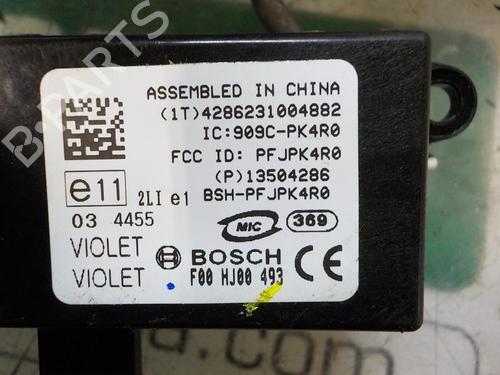 ASSEMBLED IN CHINA
(1T)4286231004882
IC:909C-PK4R0
FCC ID: PFJPK4R0
(P)13504286
e11 2LI e1 BSH-PFJPK4R0
03 4455
MIC 369
VIOLET BOSCH CE
VIOLET F00 HJ00 493
B-PARTS
.com